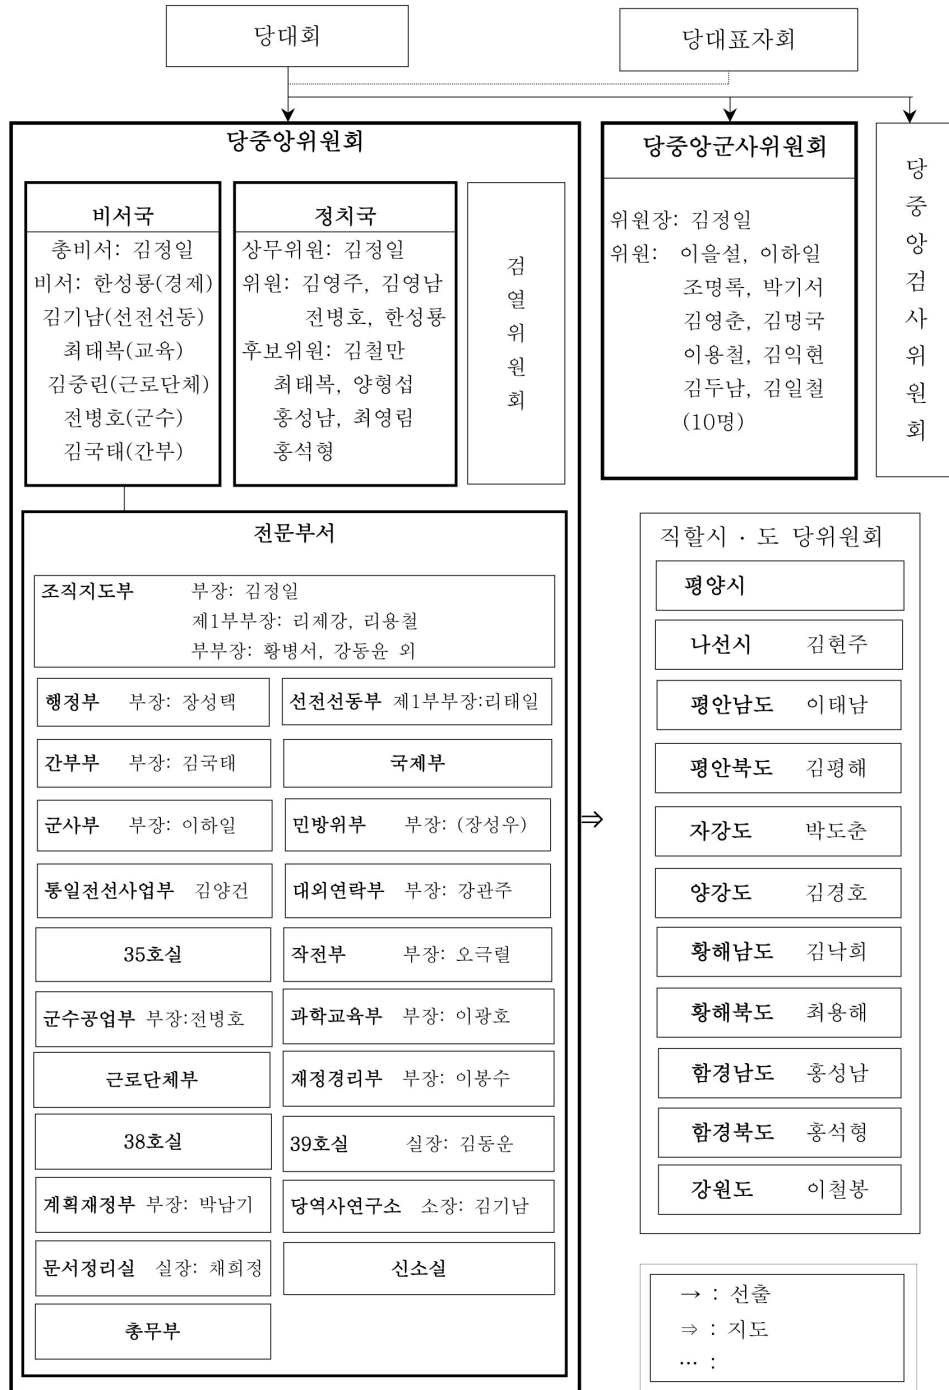 당대회
당대표자회
당중앙위원회
비서국
총비서: 김정일
비서: 한성룡(경제)
김기남(선전선동)
최태복(교육)
김중린(근로단체)
전병호(군수)
김국태(간부)
정치국
상무위원: 김정일
위원: 김영주, 김영남
전병호, 한성룡
후보위원: 김철만
최태복, 양형섭
홍성남, 최영림
홍석형
검열위원회
당중앙군사위원회
위원장: 김정일
위원: 이을설, 이하일
조명록, 박기서
김영춘, 김명국
이용철, 김익현
김두남, 김일철
(10명)
당중앙검사위원회
전문부서
조직지도부 부장: 김정일
제1부부장: 리제강, 리용철
부부장: 황병서, 강동윤 외
행정부 부장: 장성택
선전선동부 제1부부장:리태일
간부부 부장: 김국태
국제부
군사부 부장: 이하일
민방위부 부장: (장성우)
통일전선사업부 김양건
대외연락부 부장: 강관주
35호실
작전부 부장: 오극렬
군수공업부 부장:전병호
과학교육부 부장: 이광호
근로단체부
재정경리부 부장: 이봉수
38호실
39호실 실장: 김동운
계획재정부 부장: 박남기
당역사연구소 소장: 김기남
문서정리실 실장: 채희정
신소실
총무부
⇒
직할시 · 도 당위원회
평양시
나선시 김현주
평안남도 이태남
평안북도 김평해
자강도 박도춘
양강도 김경호
황해남도 김낙희
황해북도 최용해
함경남도 홍성남
함경북도 홍석형
강원도 이철봉
→ : 선출
⇒ : 지도
… :